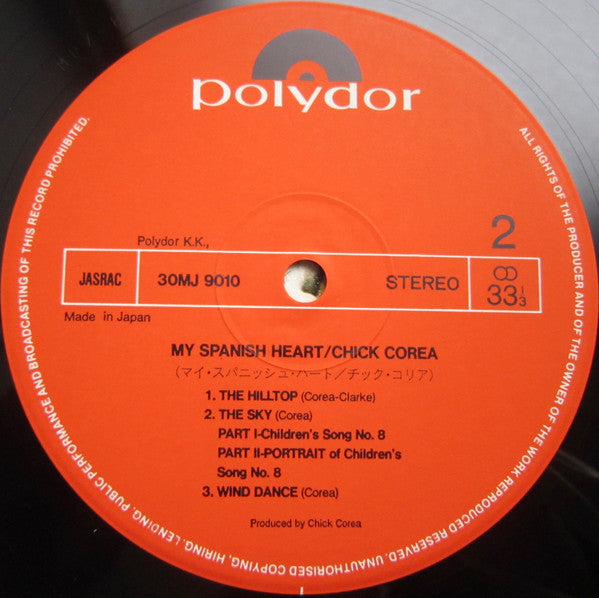 polydor
ALL RIGHTS OF THE PRODUCER AND OF THE OWNER OF THE WORK REPRODUCED RESERVED. UNAUTHORISED COPYING, HIRING, LENDING, PUBLIC PERFORMANCE AND BROADCASTING OF THIS RECORD PROHIBITED.
2
Polydor K.K.,
JASRAC 30MJ 9010 STEREO 33 1/3
Made in Japan
MY SPANISH HEART/CHICK COREA
(マイ・スパニッシュ・ハート/チック・コリア)
1. THE HILLTOP (Corea-Clarke)
2. THE SKY (Corea)
PART I-Children's Song No. 8
PART II-PORTRAIT of Children's
Song No. 8
3. WIND DANCE (Corea)
Produced by Chick Corea